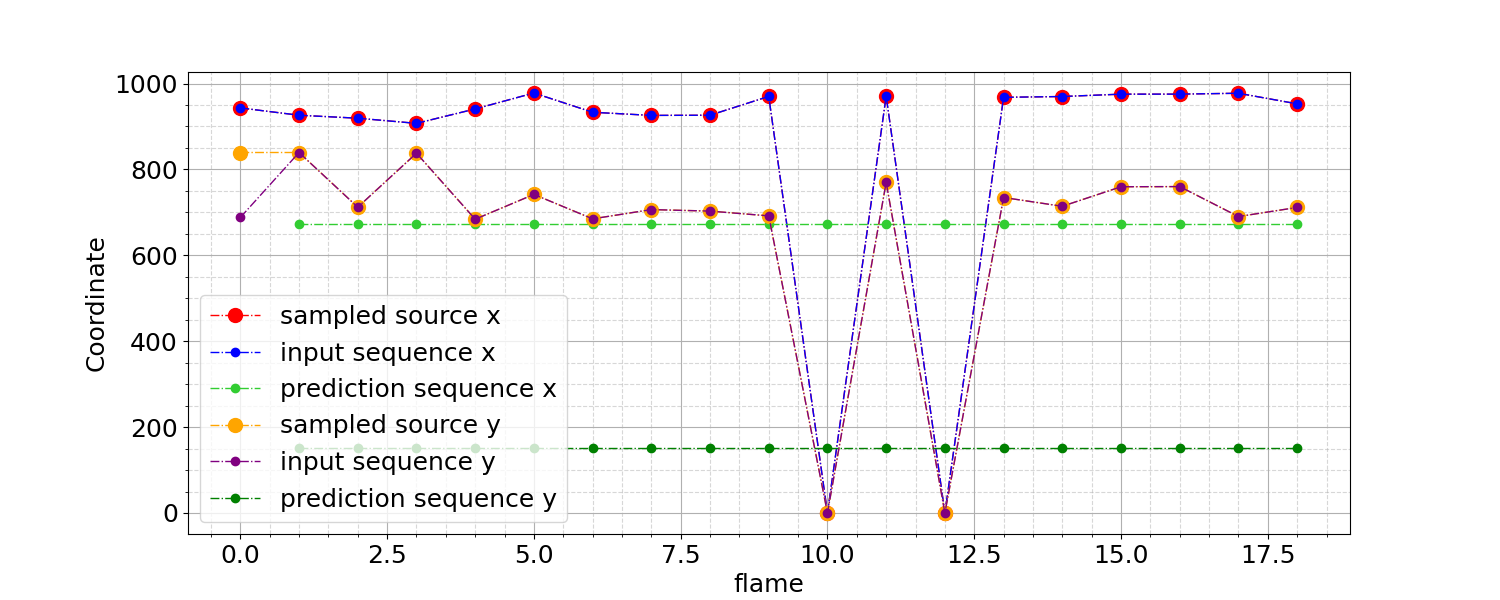 1000
800
600
400
200
0
Coordinate
sampled source x
input sequence x
prediction sequence x
sampled source y
input sequence y
prediction sequence y
0.0 2.5 5.0 7.5 10.0 12.5 15.0 17.5
flame